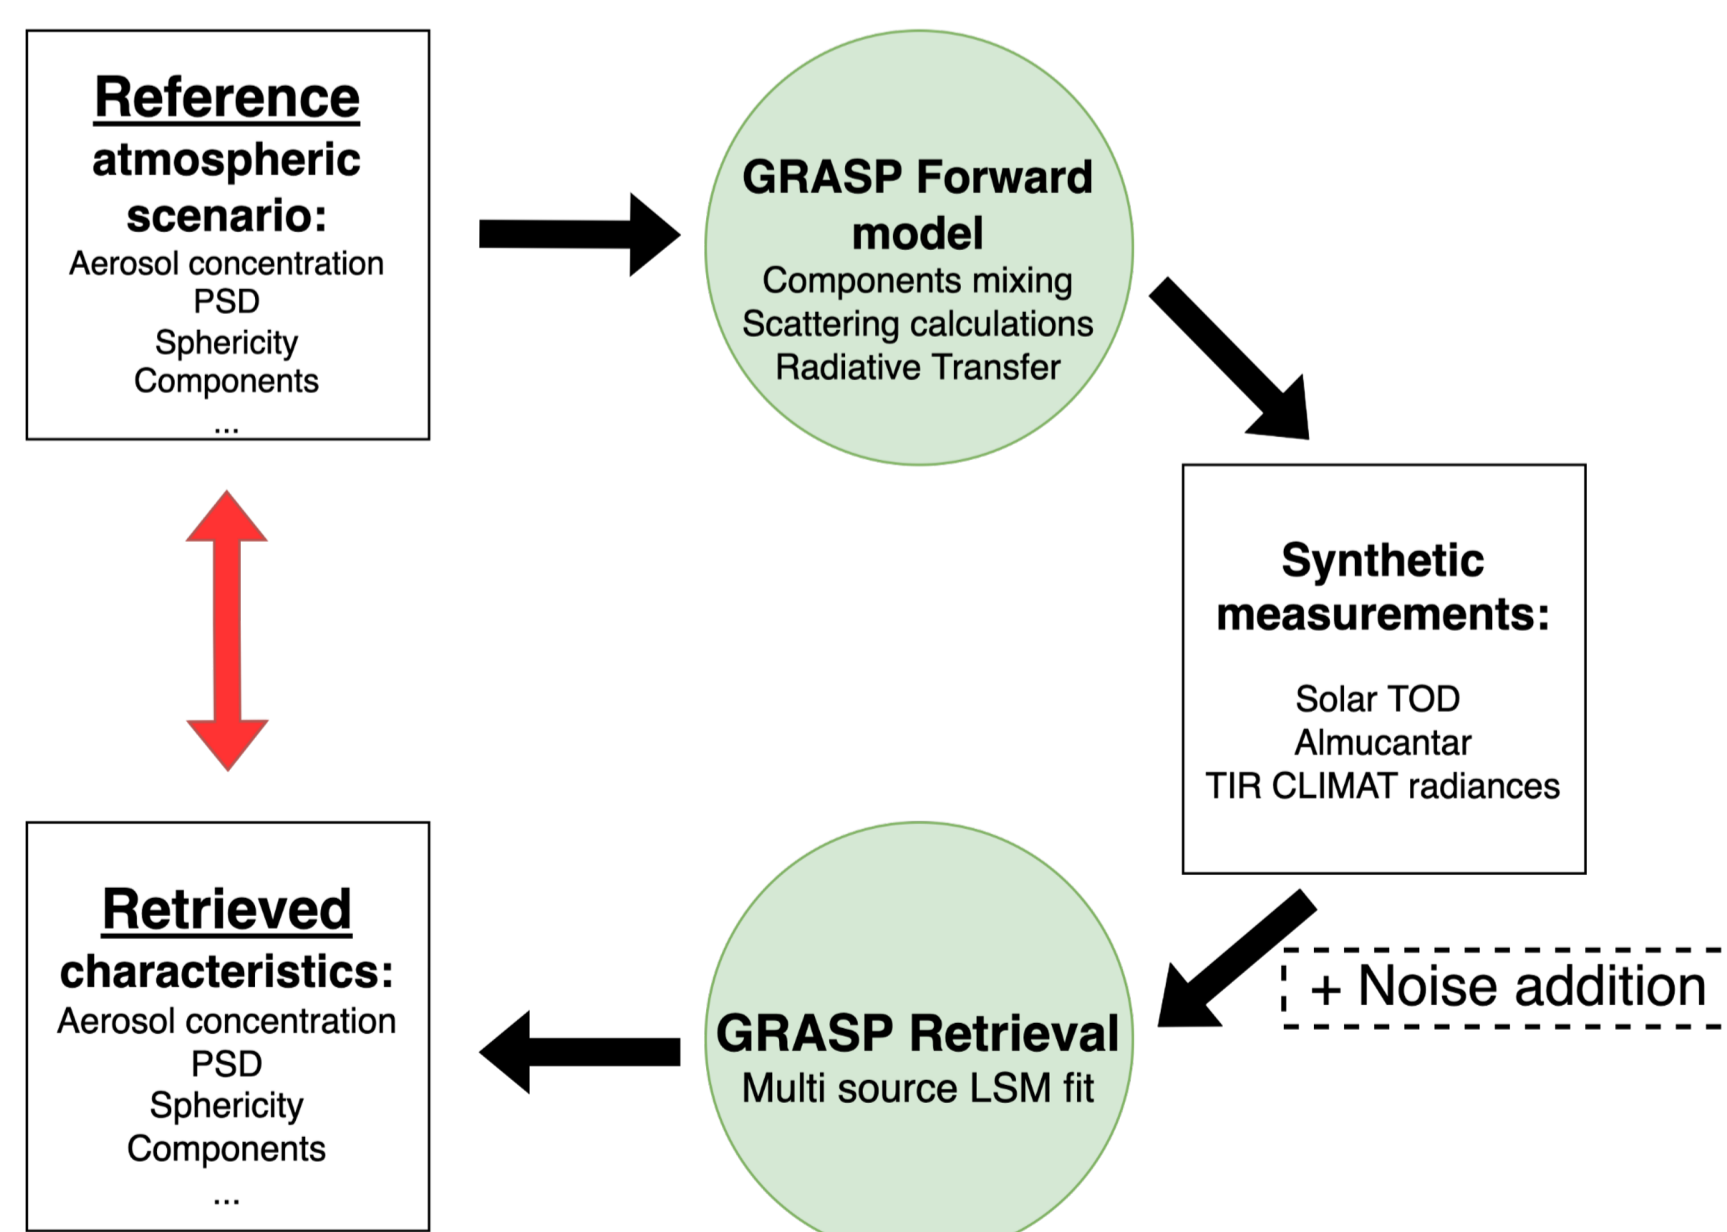 Reference
atmospheric
scenario:
Aerosol concentration
PSD
Sphericity
Components
...
GRASP Forward
model
Components mixing
Scattering calculations
Radiative Transfer
Synthetic
measurements:
Solar TOD
Almucantar
TIR CLIMAT radiances
+ Noise addition
GRASP Retrieval
Multi source LSM fit
Retrieved
characteristics:
Aerosol concentration
PSD
Sphericity
Components
...